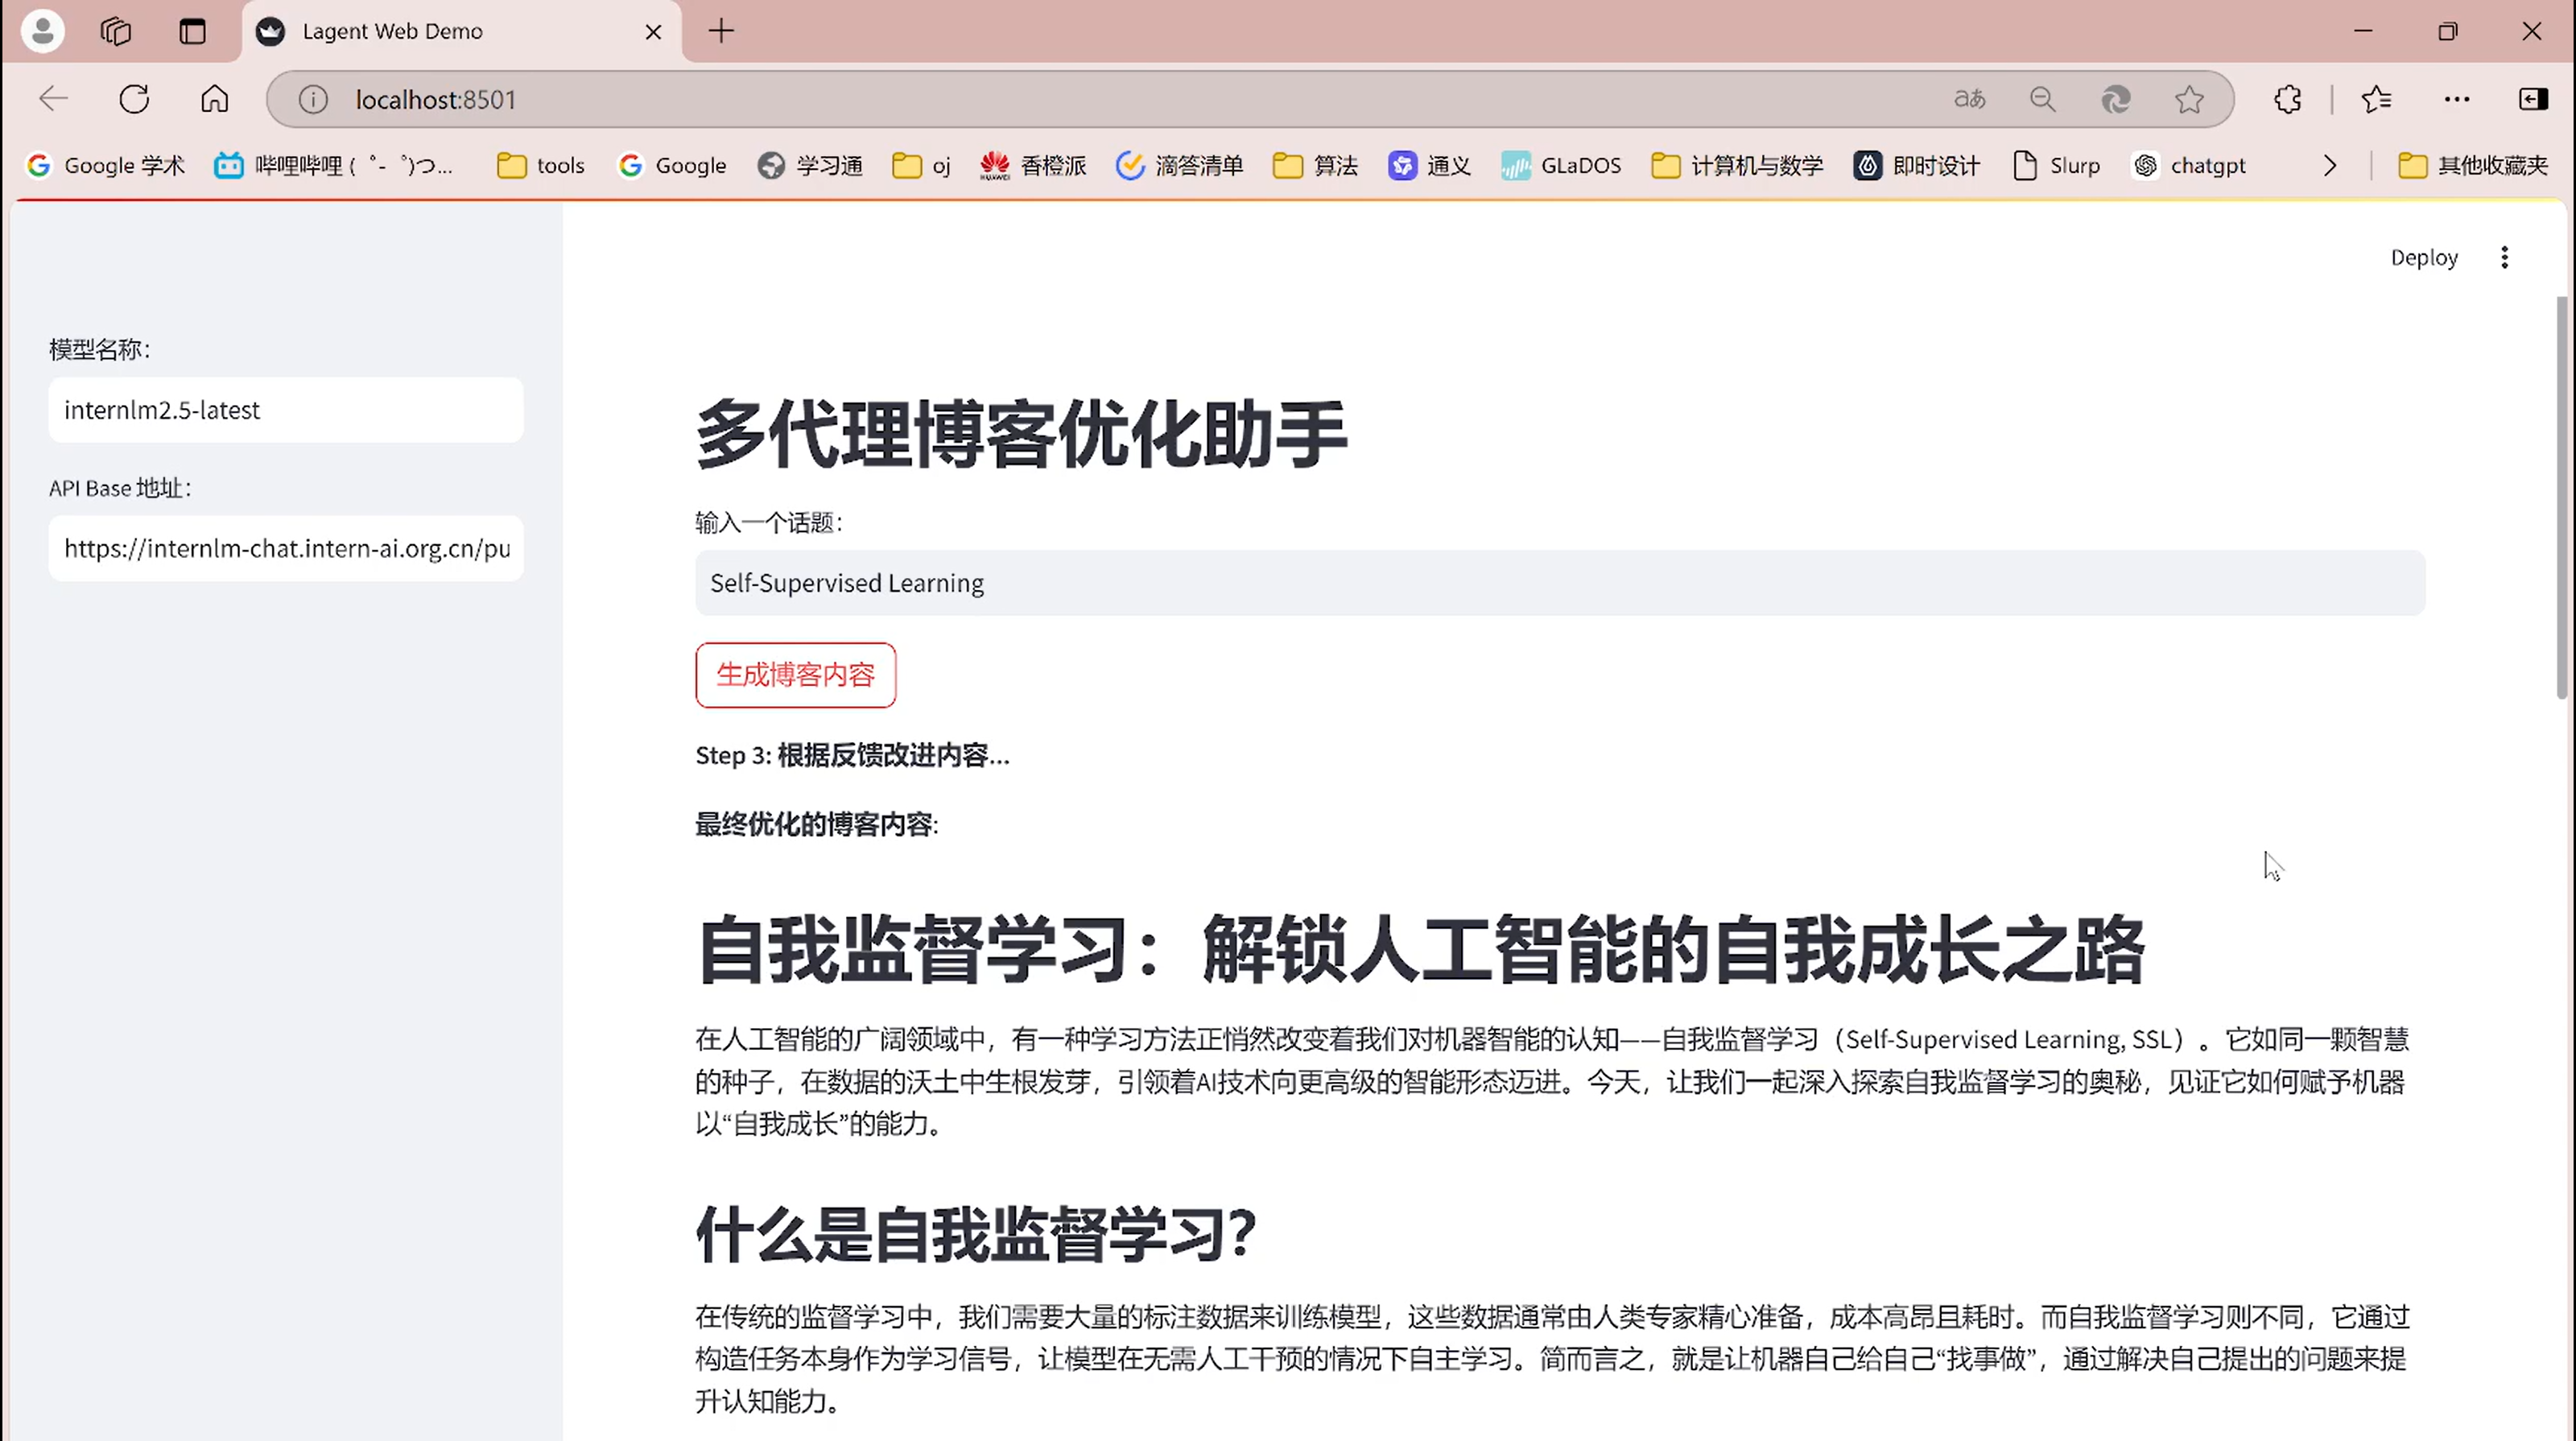 Lagent Web Demo
localhost:8501
Google 学术
哔哩哔哩 ( ゜- ゜)つ...
tools
Google
学习通
oj
香橙派
滴答清单
算法
通义
GLaDOS
计算机与数学
即时设计
Slurp
chatgpt
其他收藏夹
Deploy
模型名称：
internlm2.5-latest
API Base 地址：
https://internlm-chat.intern-ai.org.cn/pu
多代理博客优化助手
输入一个话题：
Self-Supervised Learning
生成博客内容
Step 3: 根据反馈改进内容...
最终优化的博客内容:
自我监督学习：解锁人工智能的自我成长之路
在人工智能的广阔领域中，有一种学习方法正悄然改变着我们对机器智能的认知——自我监督学习（Self-Supervised Learning, SSL）。它如同一颗智慧
的种子，在数据的沃土中生根发芽，引领着AI技术向更高级的智能形态迈进。今天，让我们一起深入探索自我监督学习的奥秘，见证它如何赋予机器
以“自我成长”的能力。
什么是自我监督学习？
在传统的监督学习中，我们需要大量的标注数据来训练模型，这些数据通常由人类专家精心准备，成本高昂且耗时。而自我监督学习则不同，它通过
构造任务本身作为学习信号，让模型在无需人工干预的情况下自主学习。简而言之，就是让机器自己给自己“找事做”，通过解决自己提出的问题来提
升认知能力。